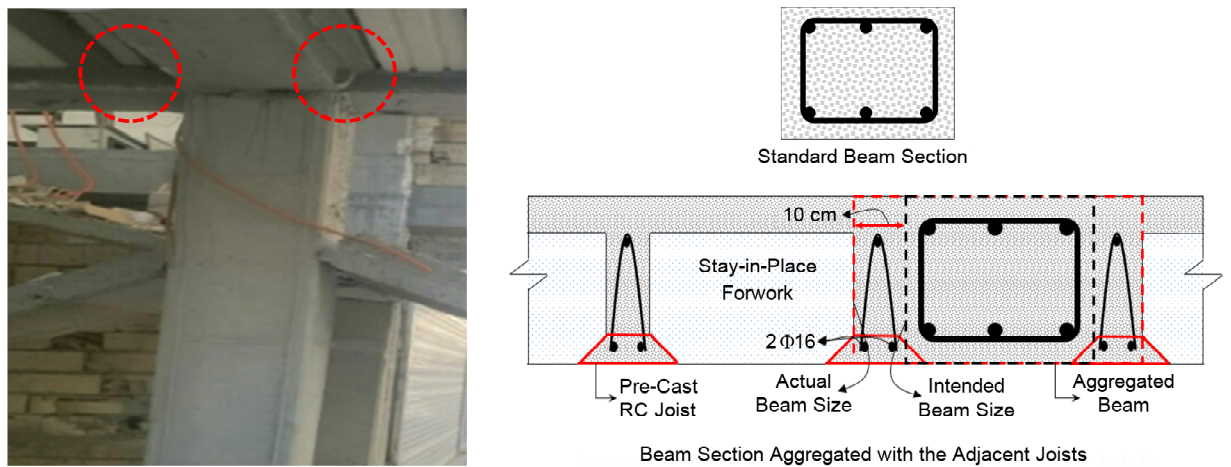 Standard Beam Section
10 cm
Stay-in-Place
Forwork
2Φ16
Pre-Cast
RC Joist
Actual
Beam Size
Intended
Beam Size
Aggregated
Beam
Beam Section Aggregated with the Adjacent Joists